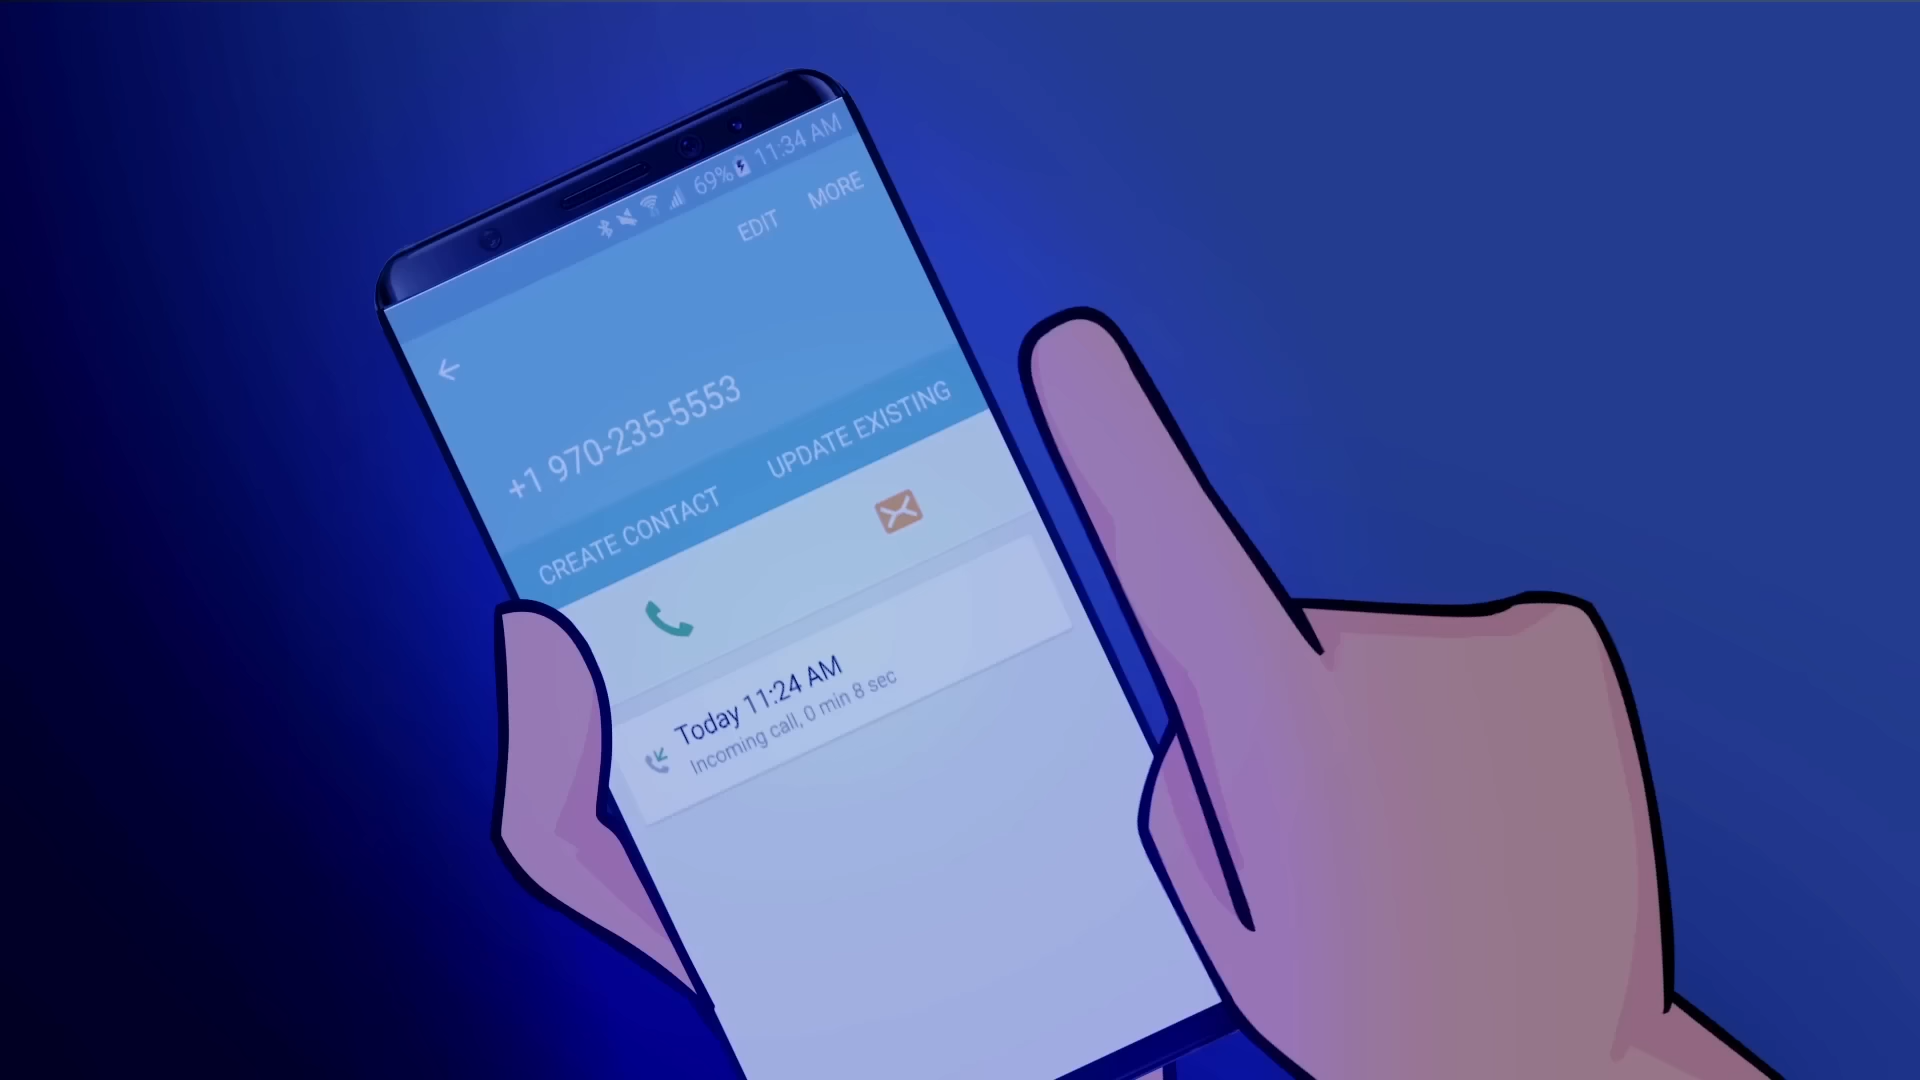 69% 11:34 AM
EDIT MORE
+1 970-235-5553
CREATE CONTACT UPDATE EXISTING
Today 11:24 AM
Incoming call, 0 min 8 sec